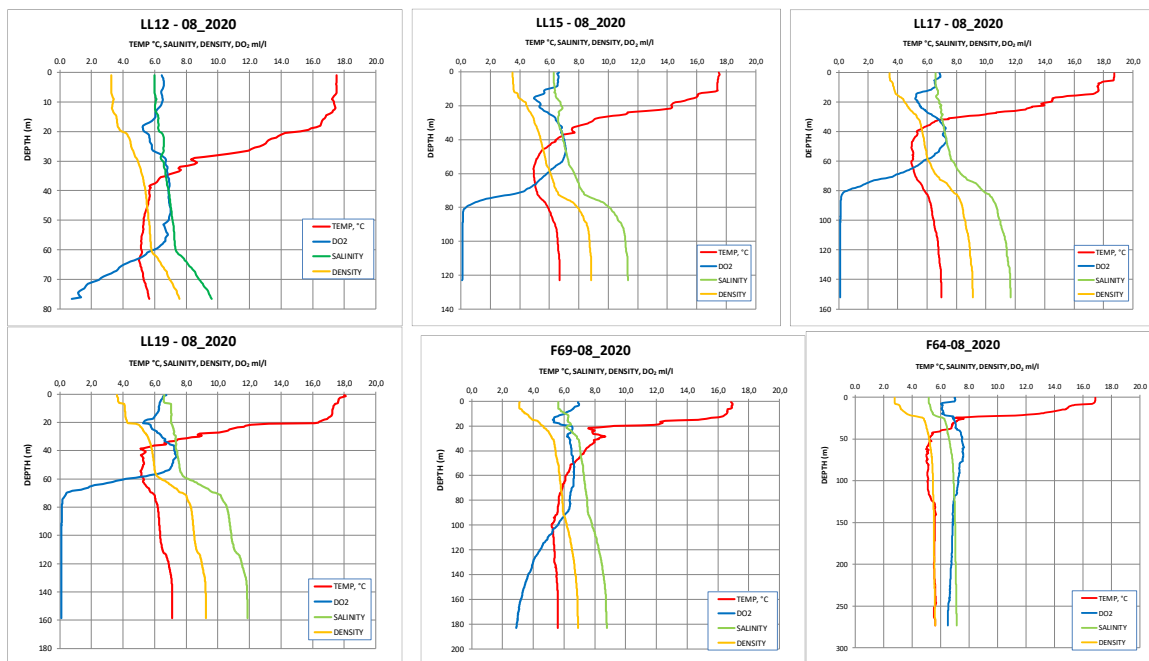 LL12 - 08_2020
TEMP °C, SALINITY, DENSITY, DO₂ ml/l
0,0 2,0 4,0 6,0 8,0 10,0 12,0 14,0 16,0 18,0 20,0
DEPTH (m)
0
10
20
30
40
50
60
70
80
TEMP, °C
DO2
SALINITY
DENSITY
LL15 - 08_2020
TEMP °C, SALINITY, DENSITY, DO₂ ml/l
0,0 2,0 4,0 6,0 8,0 10,0 12,0 14,0 16,0 18,0 20,0
DEPTH (m)
0
20
40
60
80
100
120
140
TEMP, °C
DO2
SALINITY
DENSITY
LL17 - 08_2020
TEMP °C, SALINITY, DENSITY, DO₂ ml/l
0,0 2,0 4,0 6,0 8,0 10,0 12,0 14,0 16,0 18,0 20,0
DEPTH (m)
0
20
40
60
80
100
120
140
160
TEMP, °C
DO2
SALINITY
DENSITY
LL19 - 08_2020
TEMP °C, SALINITY, DENSITY, DO₂ ml/l
0,0 2,0 4,0 6,0 8,0 10,0 12,0 14,0 16,0 18,0 20,0
DEPTH (m)
0
20
40
60
80
100
120
140
160
180
TEMP, °C
DO2
SALINITY
DENSITY
F69-08_2020
TEMP °C, SALINITY, DENSITY, DO₂ ml/l
0,0 2,0 4,0 6,0 8,0 10,0 12,0 14,0 16,0 18,0 20,0
DEPTH (m)
0
20
40
60
80
100
120
140
160
180
200
TEMP, °C
DO2
SALINITY
DENSITY
F64-08_2020
TEMP °C, SALINITY, DENSITY, DO₂ ml/l
0,0 2,0 4,0 6,0 8,0 10,0 12,0 14,0 16,0 18,0 20,0
DEPTH (m)
0
50
100
150
200
250
300
TEMP, °C
DO2
SALINITY
DENSITY